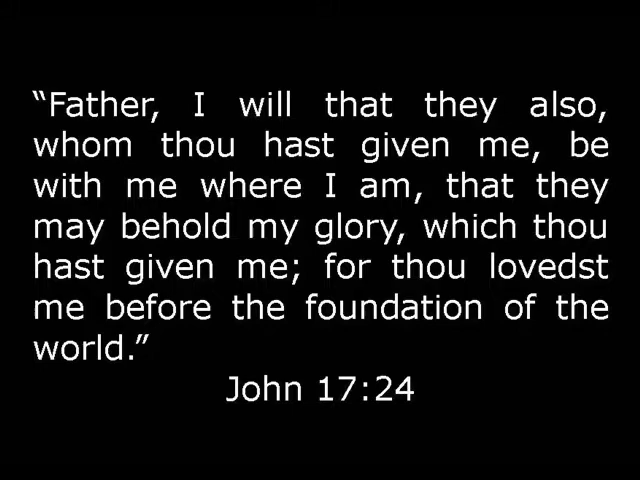 “Father, I will that they also,
whom thou hast given me, be
with me where I am, that they
may behold my glory, which thou
hast given me; for thou lovedst
me before the foundation of the
world.”
John 17:24